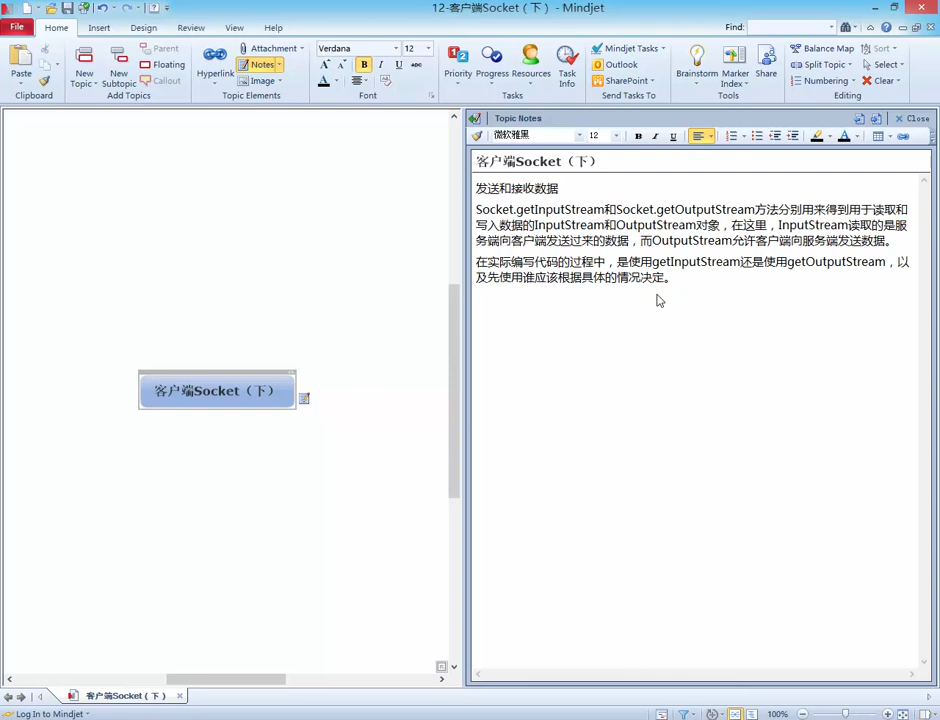 12-客户端Socket（下） - Mindjet
File
Home
Insert
Design
Review
View
Help
Find:
Paste
Clipboard
New Topic
New Subtopic
Parent
Floating
Callout
Add Topics
Hyperlink
Attachment
Notes
Image
Topic Elements
Verdana
12
Font
Priority
Progress
Resources
Task Info
Tasks
Mindjet Tasks
Outlook
SharePoint
Send Tasks To
Brainstorm
Marker Index
Share
Tools
Balance Map
Split Topic
Numbering
Sort
Select
Clear
Editing
Topic Notes
Close
微软雅黑
12
客户端Socket（下）
发送和接收数据
Socket.getInputStream和Socket.getOutputStream方法分别用来得到用于读取和
写入数据的InputStream和OutputStream对象，在这里，InputStream读取的是服
务端向客户端发送过来的数据，而OutputStream允许客户端向服务端发送数据。
在实际编写代码的过程中，是使用getInputStream还是使用getOutputStream，以
及先使用谁应该根据具体的情况决定。
客户端Socket（下）
客户端Socket（下）
Log In to Mindjet
100%